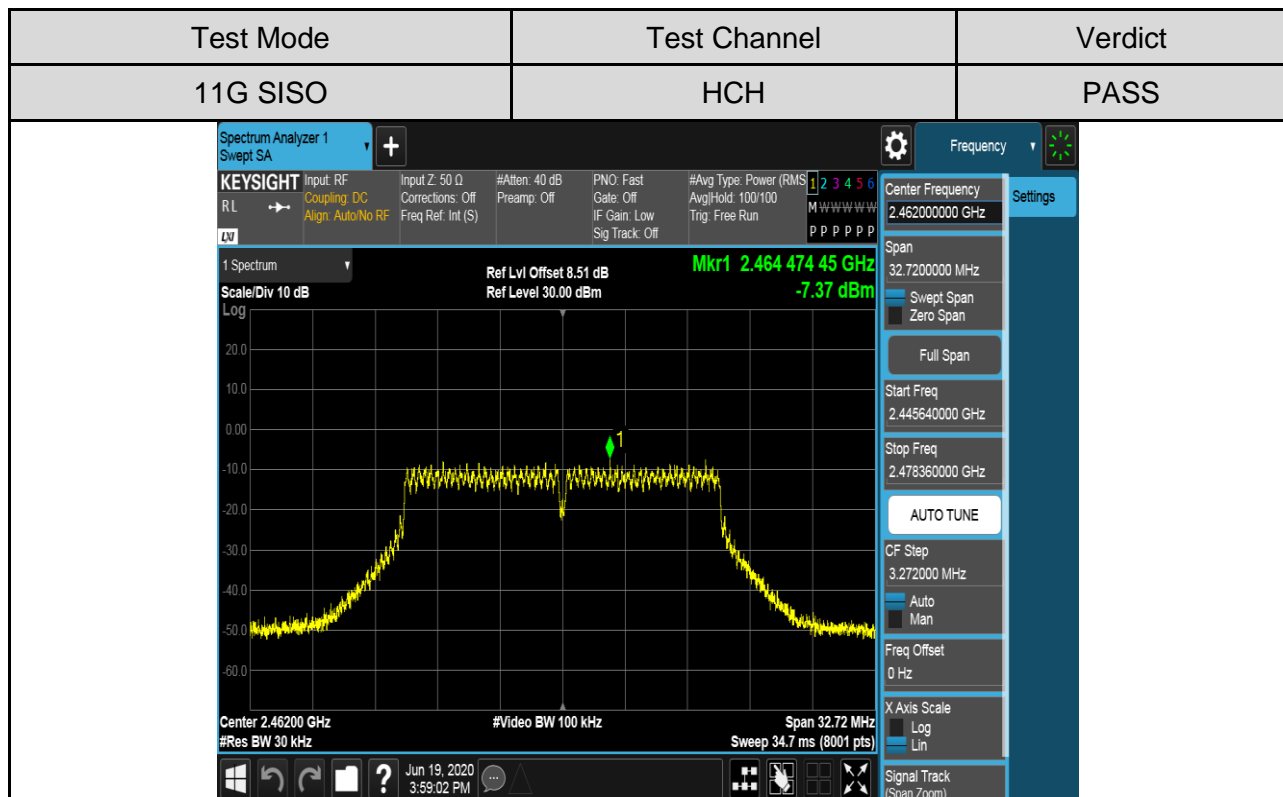 Test Mode Test Channel Verdict
11G SISO HCH PASS
Spectrum Analyzer 1
Swept SA
Frequency
KEYSIGHT
R L
LXI
Input: RF
Coupling: DC
Align: Auto/No RF
Input Z: 50 Ω
Corrections: Off
Freq Ref: Int (S)
#Atten: 40 dB
Preamp: Off
PNO: Fast
Gate: Off
IF Gain: Low
Sig Track: Off
#Avg Type: Power (RMS
Avg|Hold: 100/100
Trig: Free Run
1 2 3 4 5 6
M W W W W W
P P P P P P
1 Spectrum
Scale/Div 10 dB
Ref Lvl Offset 8.51 dB
Ref Level 30.00 dBm
Mkr1 2.464 474 45 GHz
-7.37 dBm
Log
20.0
10.0
0.00
-10.0
-20.0
-30.0
-40.0
-50.0
-60.0
1
Center 2.46200 GHz
#Video BW 100 kHz
Span 32.72 MHz
#Res BW 30 kHz
Sweep 34.7 ms (8001 pts)
?
Jun 19, 2020
3:59:02 PM
Center Frequency
2.462000000 GHz
Settings
Span
32.7200000 MHz
Swept Span
Zero Span
Full Span
Start Freq
2.445640000 GHz
Stop Freq
2.478360000 GHz
AUTO TUNE
CF Step
3.272000 MHz
Auto
Man
Freq Offset
0 Hz
X Axis Scale
Log
Lin
Signal Track
(Span Zoom)